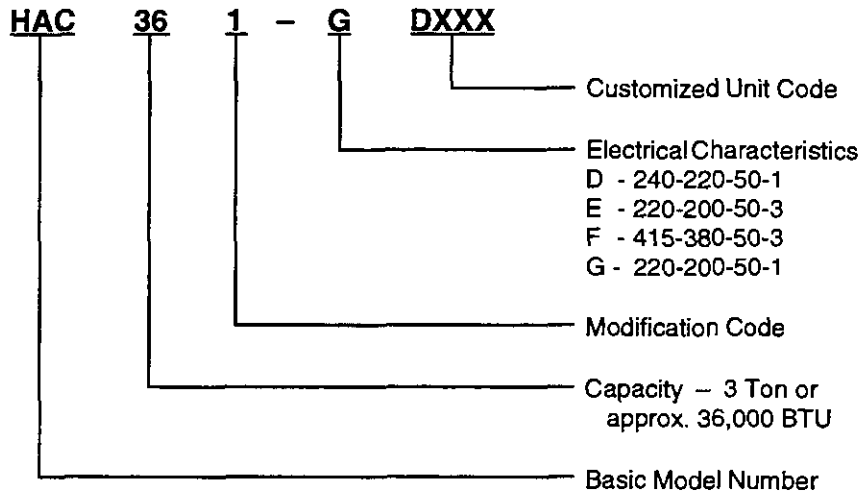 HAC 36 1 – G DXXX
Customized Unit Code
Electrical Characteristics
D - 240-220-50-1
E - 220-200-50-3
F - 415-380-50-3
G - 220-200-50-1
Modification Code
Capacity – 3 Ton or
approx. 36,000 BTU
Basic Model Number